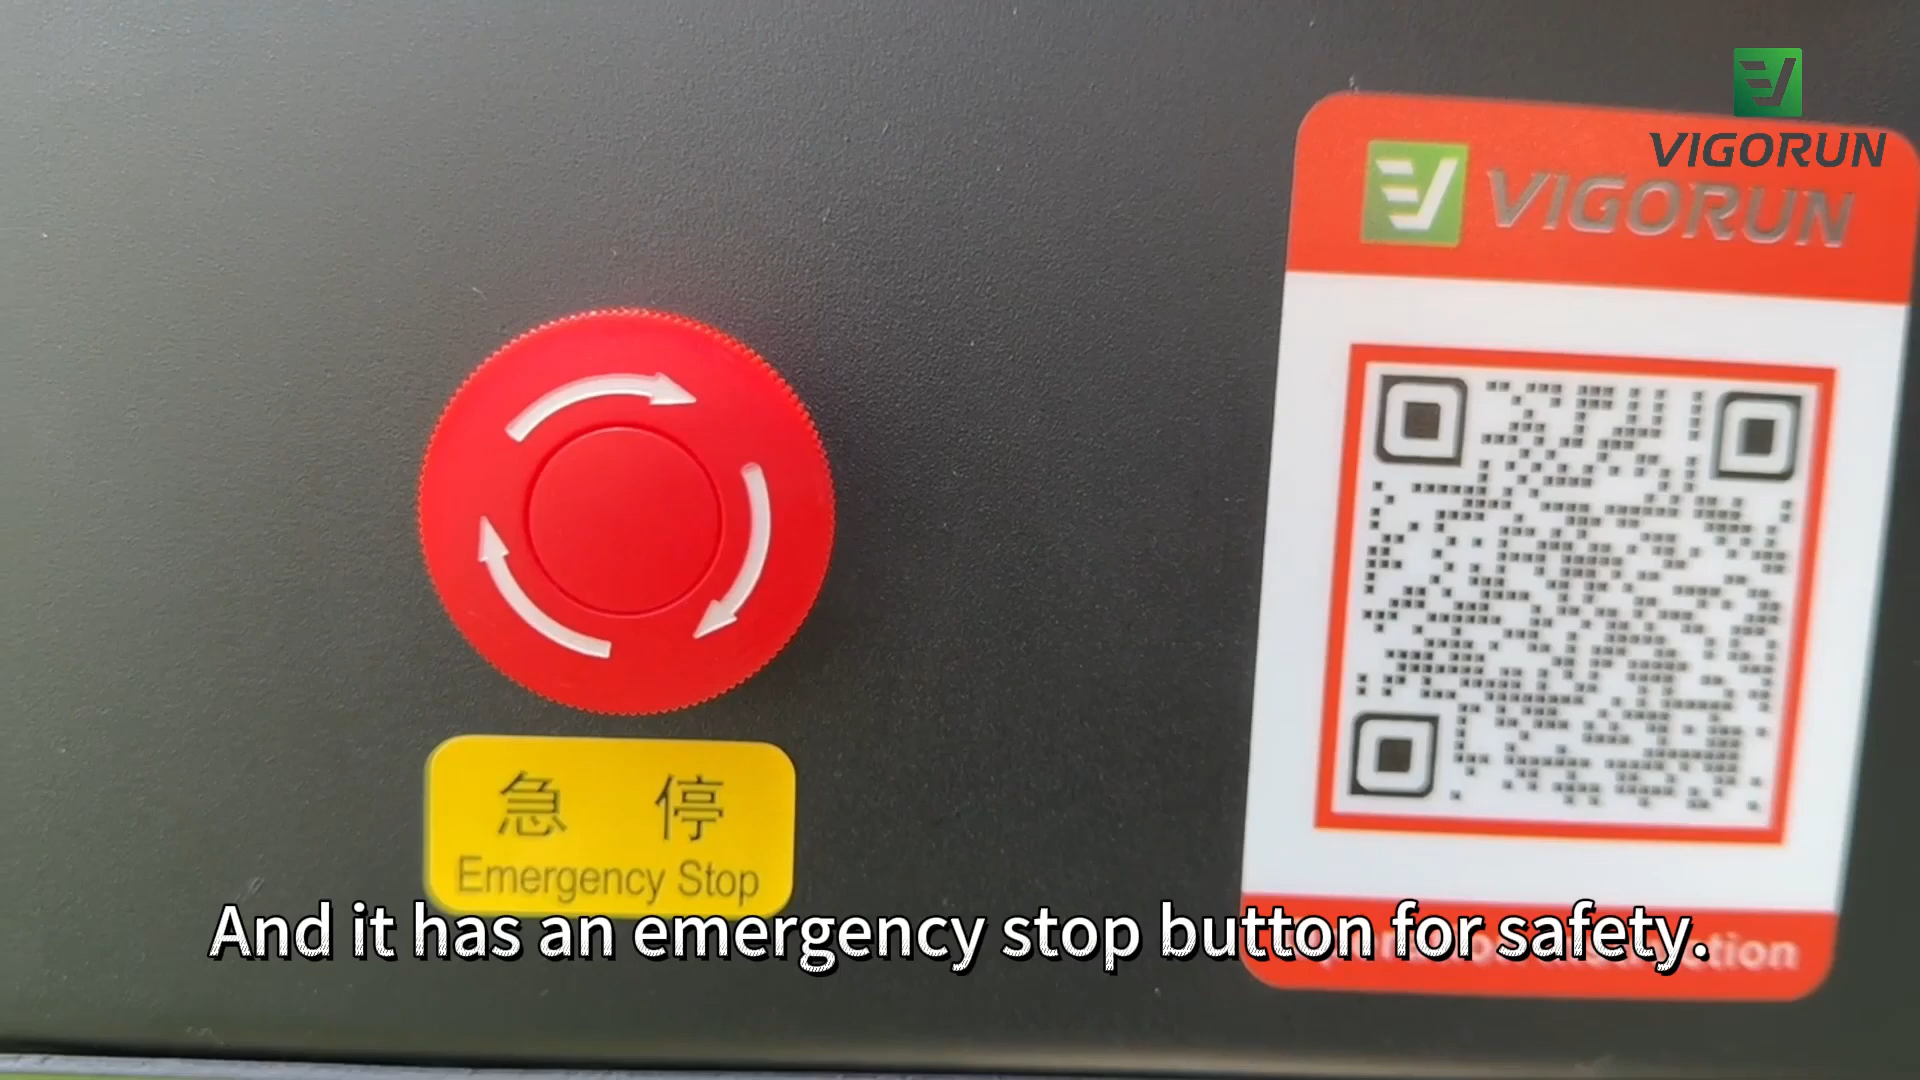 VIGORUN
VIGORUN
急 停
Emergency Stop
And it has an emergency stop button for safety.